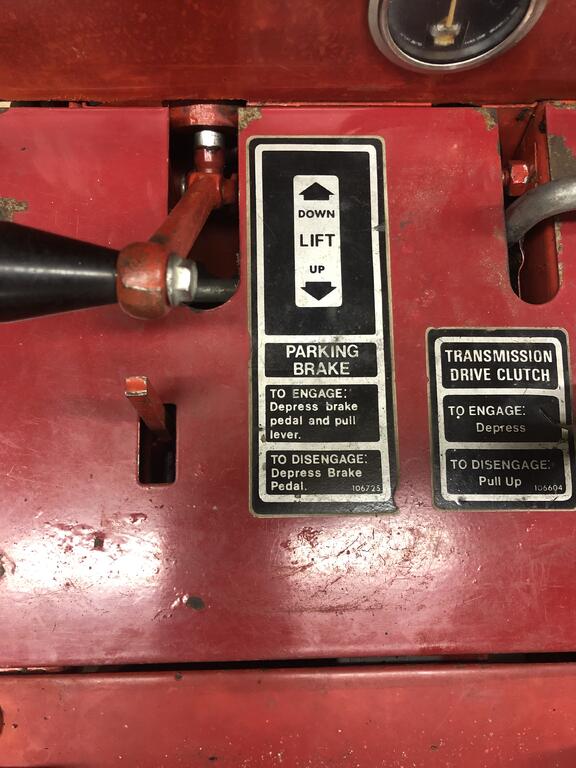 DOWN
LIFT
UP
PARKING
BRAKE
TO ENGAGE:
Depress brake
pedal and pull
lever.
TO DISENGAGE:
Depress Brake
Pedal.
106725
TRANSMISSION
DRIVE CLUTCH
TO ENGAGE:
Depress
TO DISENGAGE:
Pull Up
106604